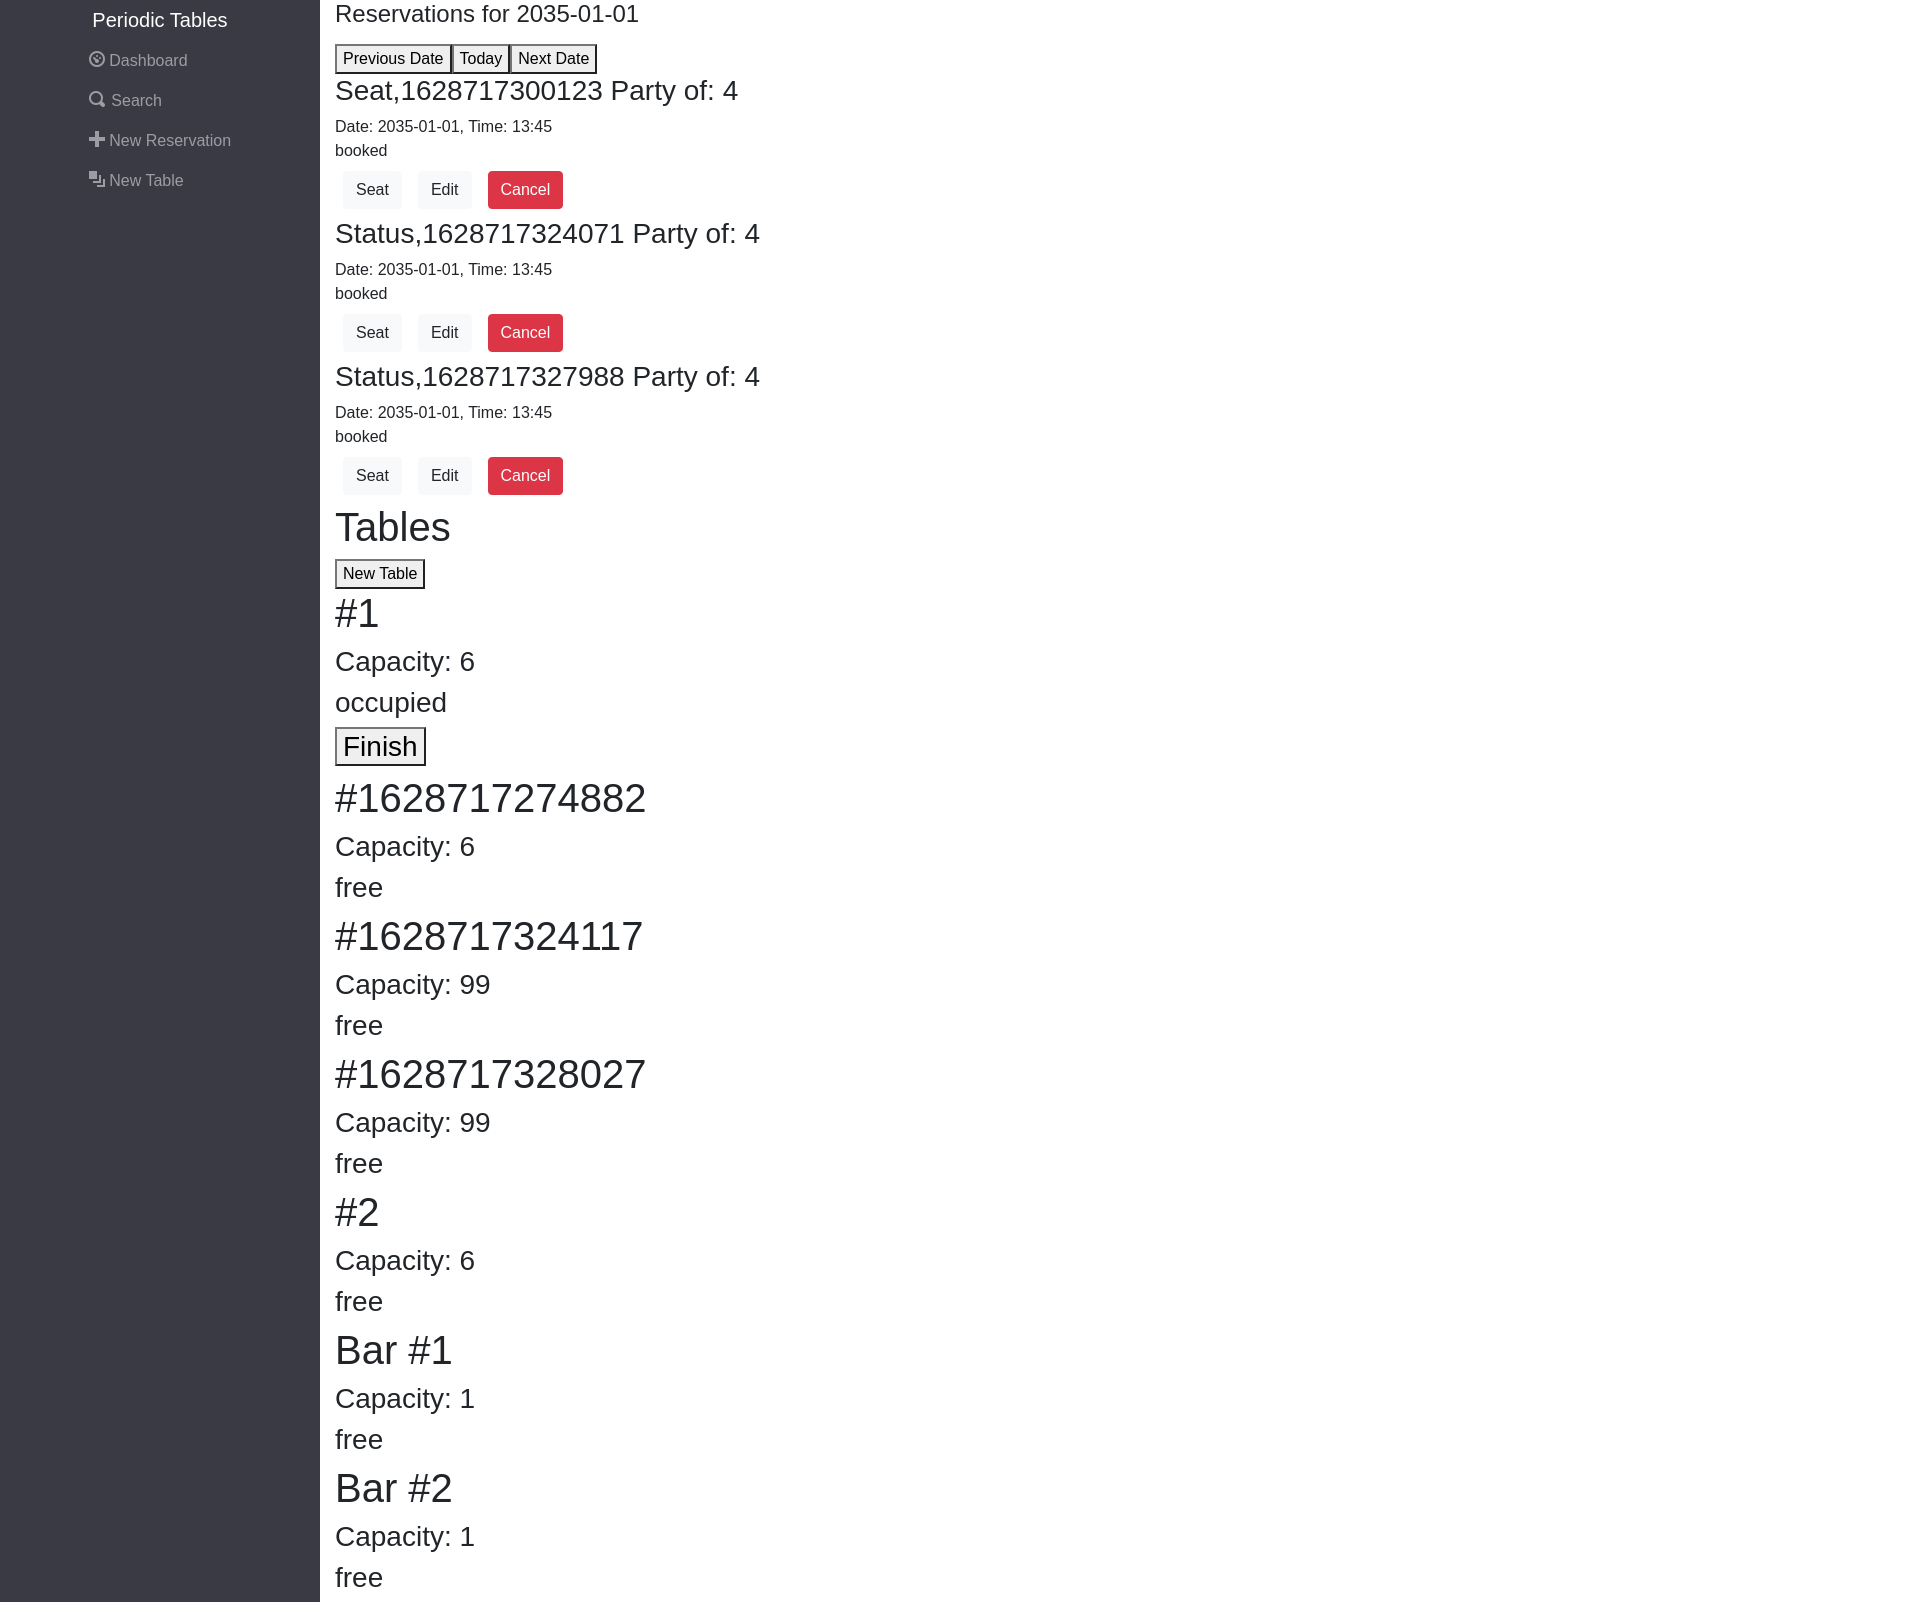 Periodic Tables
Dashboard
Search
New Reservation
New Table
Reservations for 2035-01-01
Previous Date Today Next Date
Seat,1628717300123 Party of: 4
Date: 2035-01-01, Time: 13:45
booked
Seat Edit Cancel
Status,1628717324071 Party of: 4
Date: 2035-01-01, Time: 13:45
booked
Seat Edit Cancel
Status,1628717327988 Party of: 4
Date: 2035-01-01, Time: 13:45
booked
Seat Edit Cancel
Tables
New Table
#1
Capacity: 6
occupied
Finish
#1628717274882
Capacity: 6
free
#1628717324117
Capacity: 99
free
#1628717328027
Capacity: 99
free
#2
Capacity: 6
free
Bar #1
Capacity: 1
free
Bar #2
Capacity: 1
free